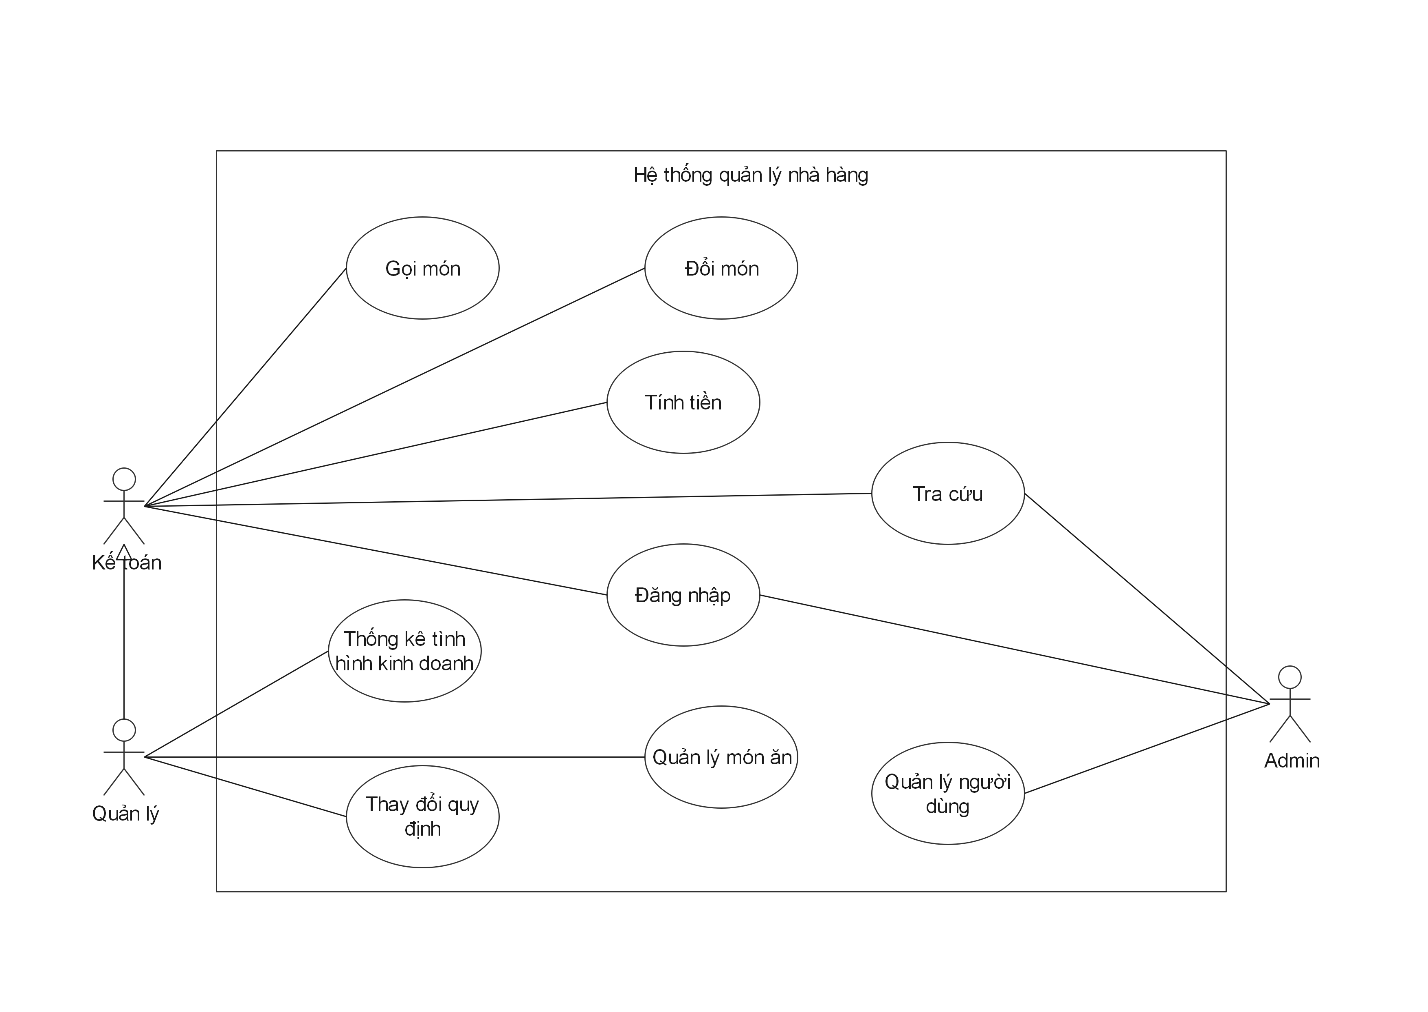 Hệ thống quản lý nhà hàng
Gọi món
Đổi món
Tính tiền
Tra cứu
Kế toán
Đăng nhập
Thống kê tình
hình kinh doanh
Quản lý món ăn
Admin
Quản lý người
dùng
Quản lý
Thay đổi quy
định